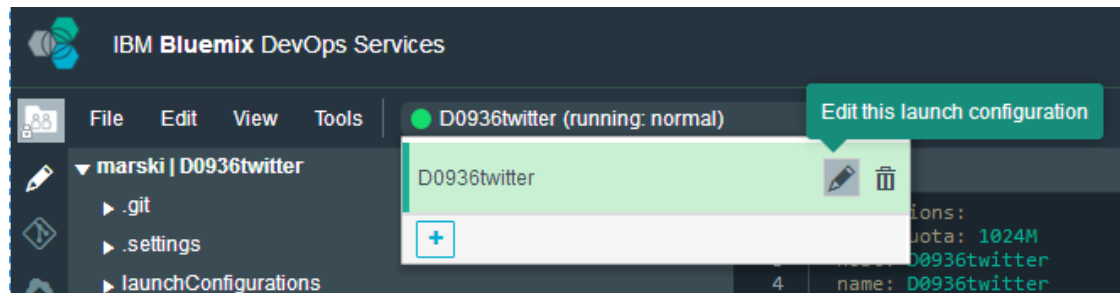 IBM Bluemix DevOps Services
File Edit View Tools D0936twitter (running: normal)
Edit this launch configuration
marski | D0936twitter
D0936twitter
.git
.settings
launchConfigurations
ions:
uota: 1024M
D0936twitter
4 name: D0936twitter